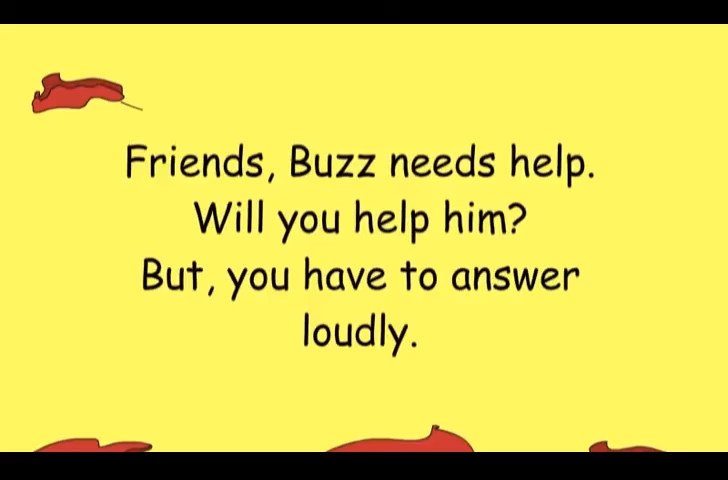 Friends, Buzz needs help.
Will you help him?
But, you have to answer
loudly.